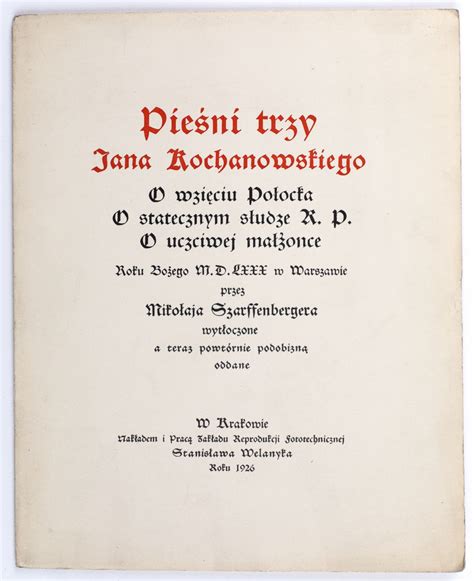 Pieśni trzy
Jana Kochanowskiego
O wzięciu Połocka
O statecznym słudze R. P.
O uczciwej małżonce
Roku Bożego M.D.LXXX w Warszawie
przez
Mikołaja Szarffenbergera
wytłoczone
a teraz powtórnie podobizną
oddane
W Krakowie
Nakładem i Pracą Zakładu Reprodukcji Fototechnicznej
Stanisława Welanyka
Roku 1926